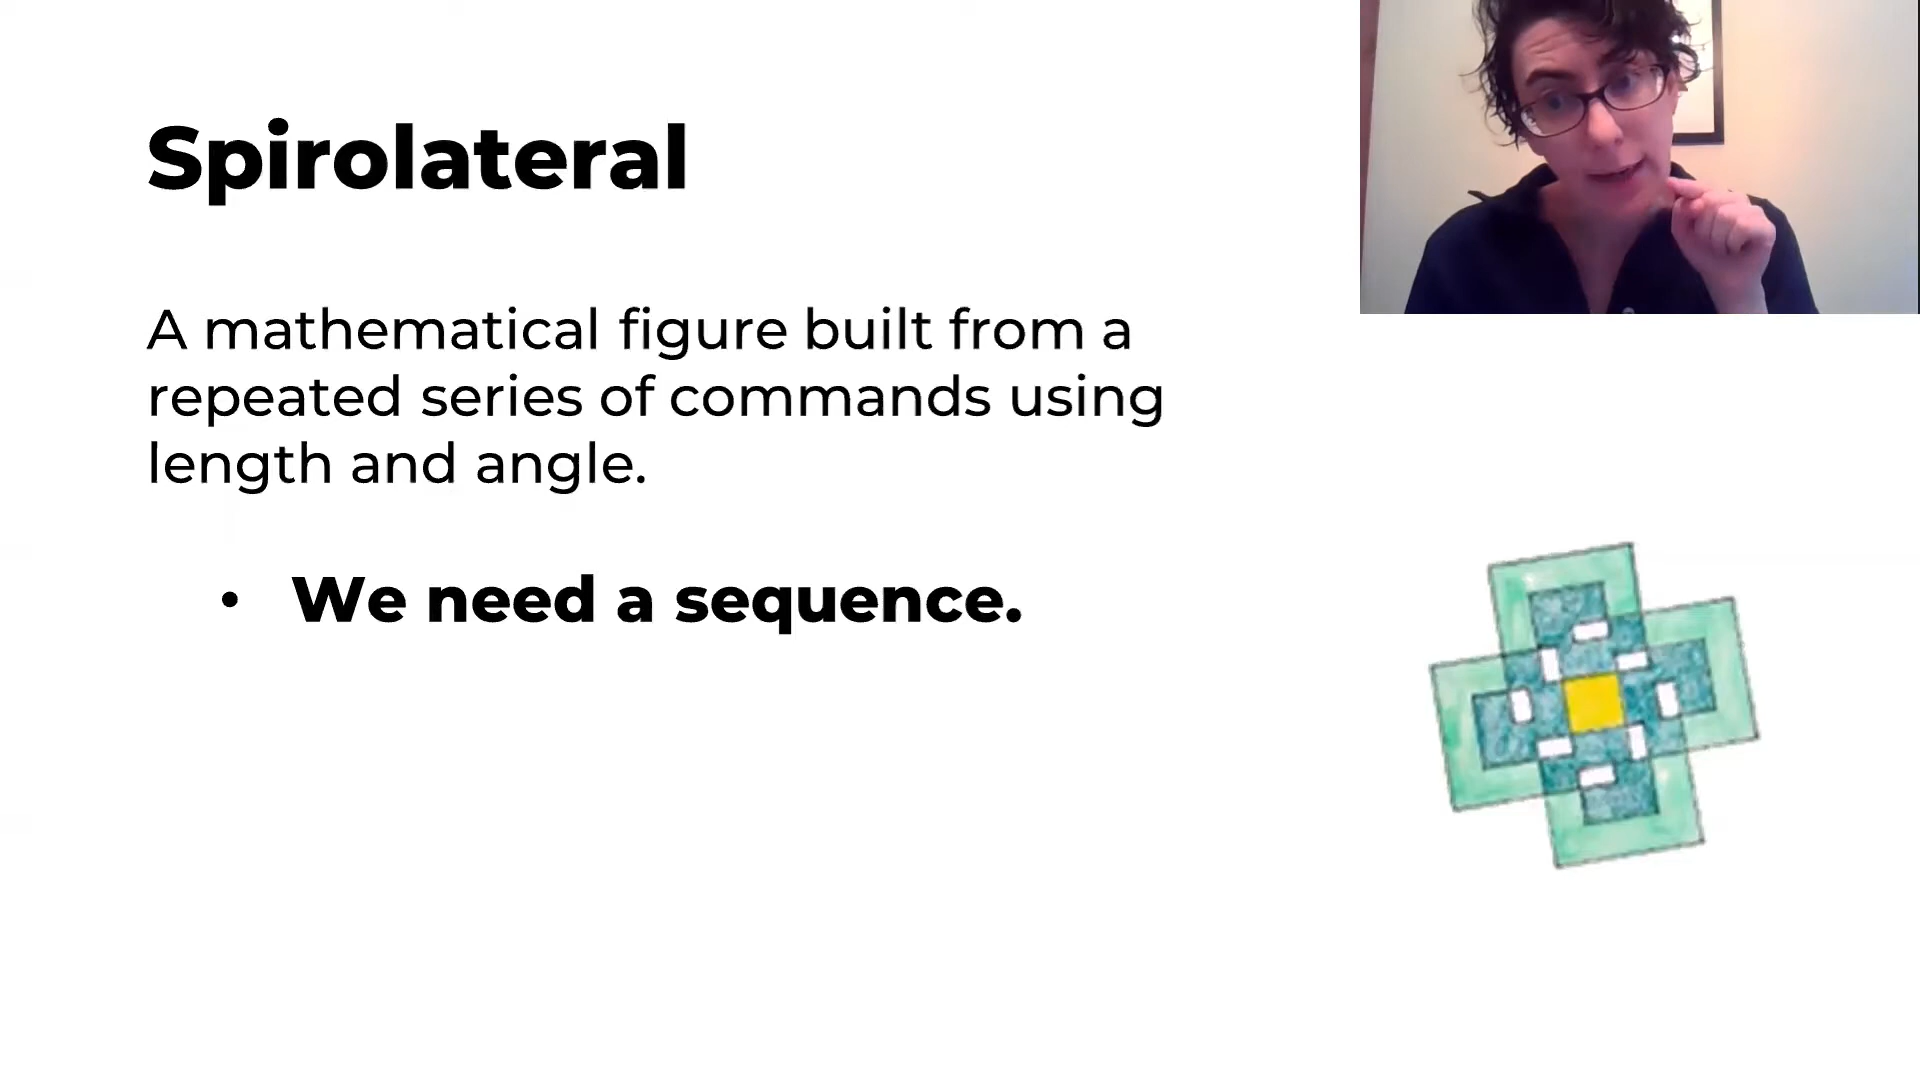 Spirolateral
A mathematical figure built from a
repeated series of commands using
length and angle.
• We need a sequence.